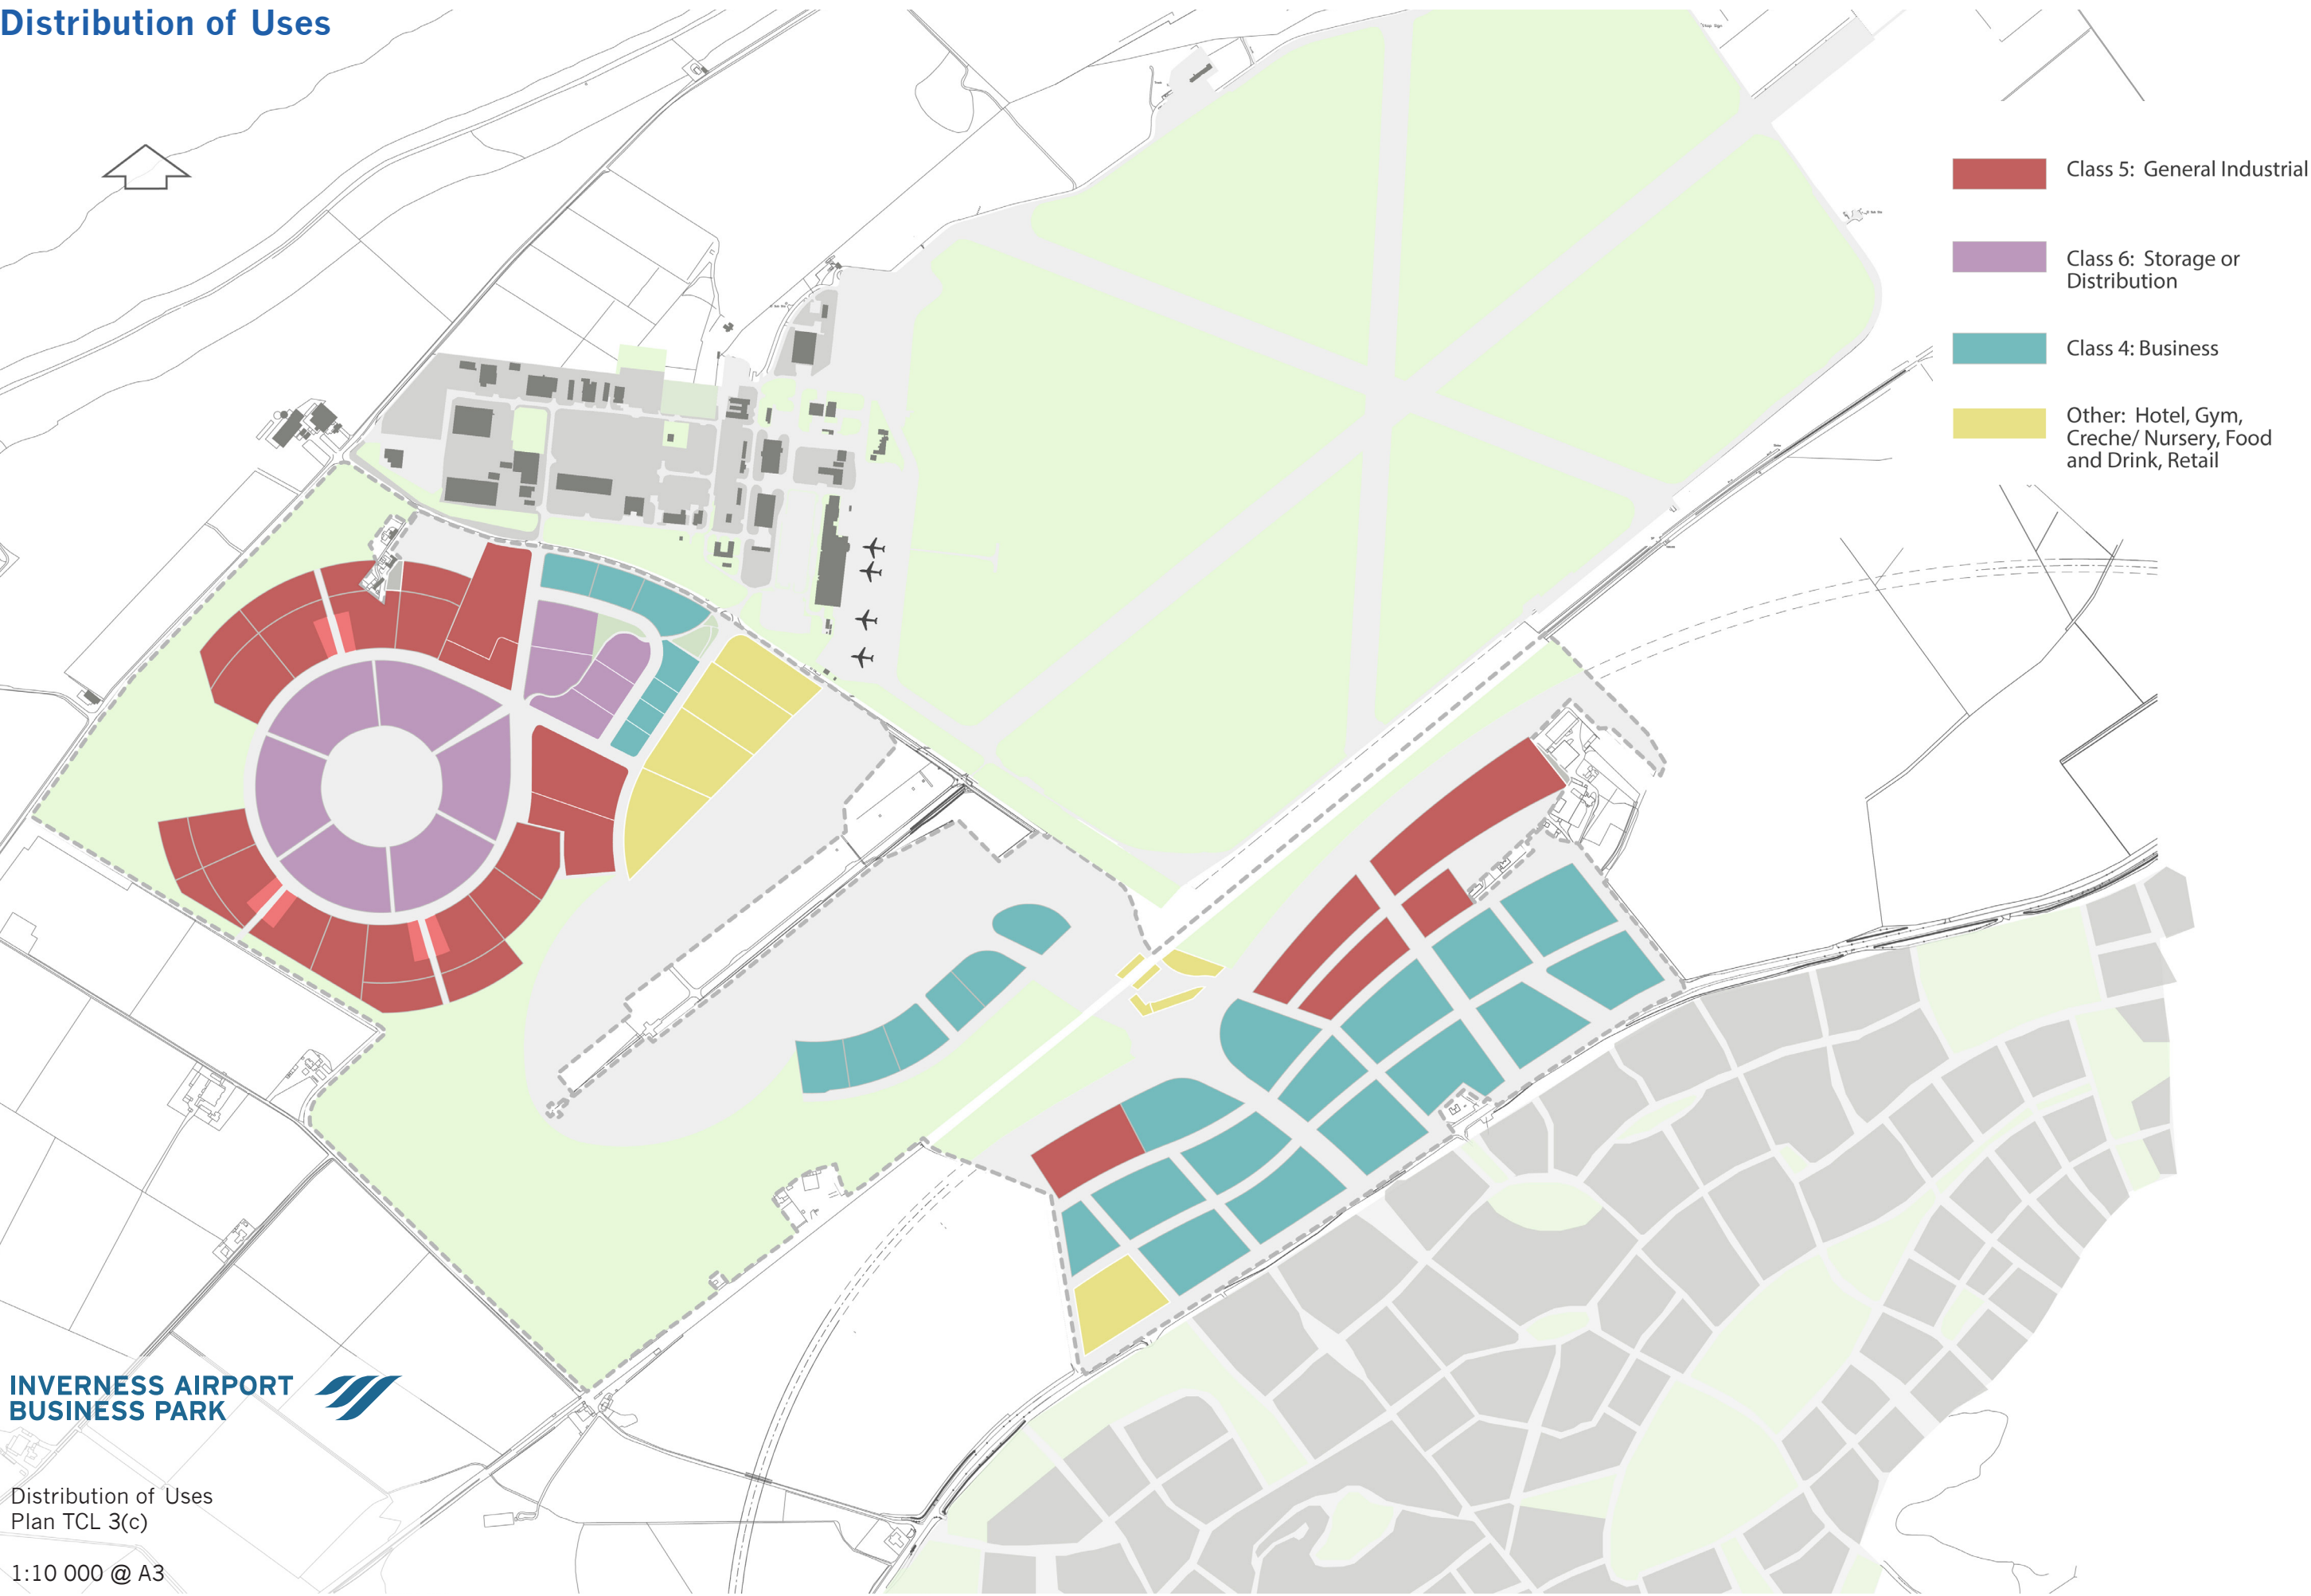 Distribution of Uses
Class 5: General Industrial
Class 6: Storage or
Distribution
Class 4: Business
Other: Hotel, Gym,
Creche/ Nursery, Food
and Drink, Retail
INVERNESS AIRPORT
BUSINESS PARK
Distribution of Uses
Plan TCL 3(c)
1:10 000 @ A3